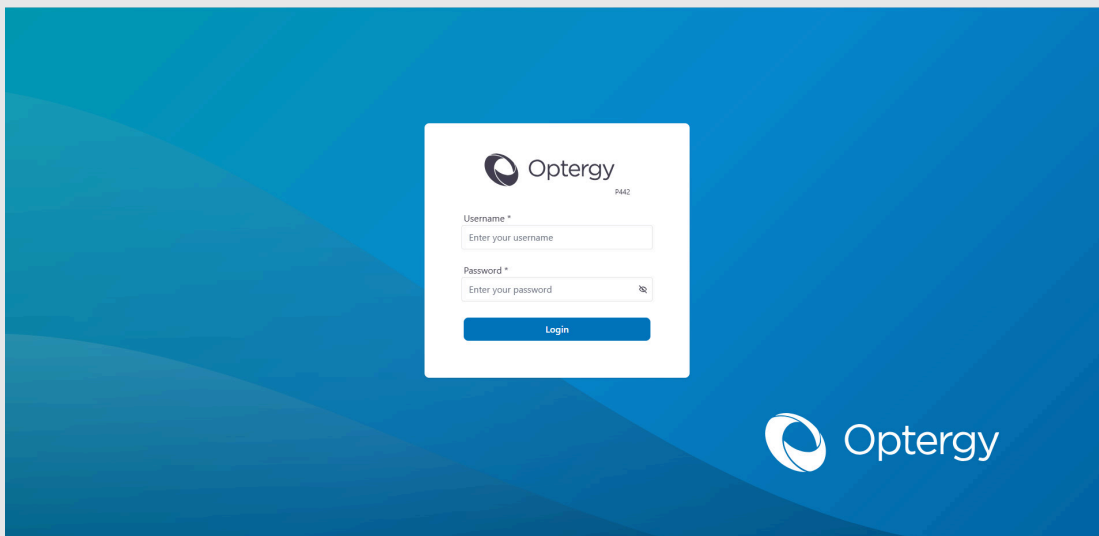 Optergy
P442
Username *
Enter your username
Password *
Enter your password
Login
Optergy